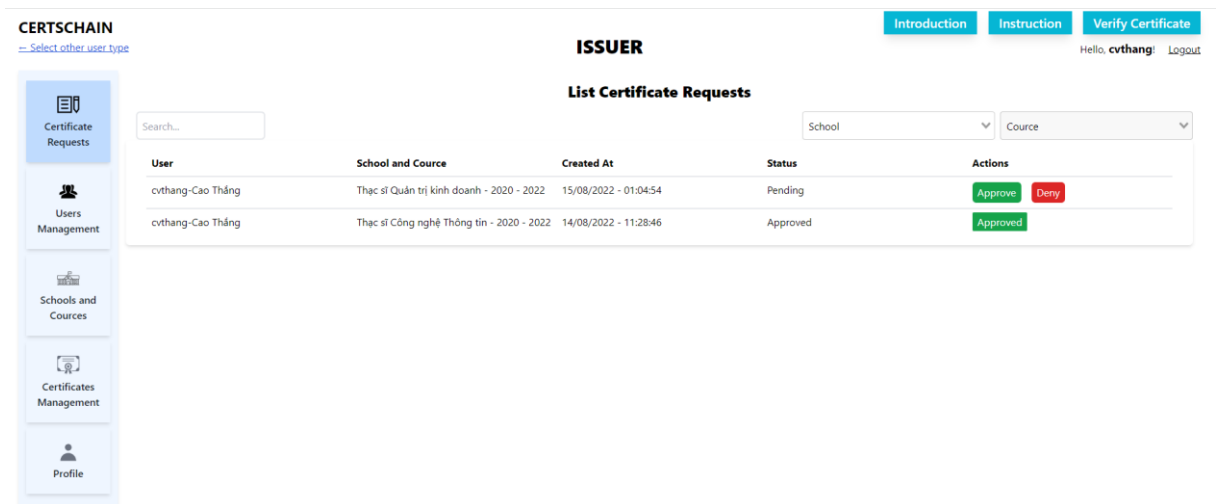 CERTSCHAIN
← Select other user type
ISSUER
Introduction
Instruction
Verify Certificate
Hello, cvthang! Logout
Certificate
Requests
Users
Management
Schools and
Cources
Certificates
Management
Profile
List Certificate Requests
Search...
School
Cource
User School and Cource Created At Status Actions
cvthang-Cao Thắng Thạc sĩ Quản trị kinh doanh - 2020 - 2022 15/08/2022 - 01:04:54 Pending Approve Deny
cvthang-Cao Thắng Thạc sĩ Công nghệ Thông tin - 2020 - 2022 14/08/2022 - 11:28:46 Approved Approved